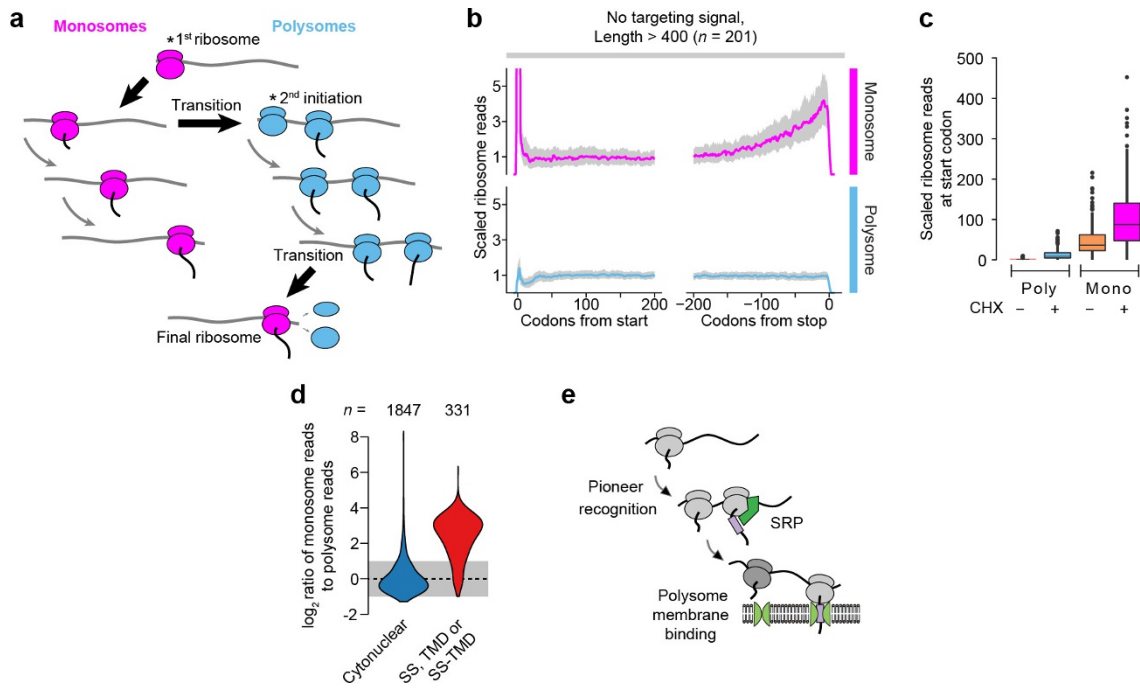 a
Monosomes
Polysomes
*1st ribosome
Transition
*2nd initiation
Transition
Final ribosome
b
No targeting signal,
Length > 400 (n = 201)
Scaled ribosome reads
5
3
1
5
3
1
Monosome
Polysome
0
100
200
−200
−100
0
Codons from start
Codons from stop
c
Scaled ribosome reads
at start codon
500
400
300
200
100
0
Poly
Mono
CHX
−
+
−
+
d
n =
1847
331
log2 ratio of monosome reads
to polysome reads
8
6
4
2
0
-2
Cytonuclear
SS, TMD or
SS-TMD
e
Pioneer
recognition
SRP
Polysome
membrane
binding